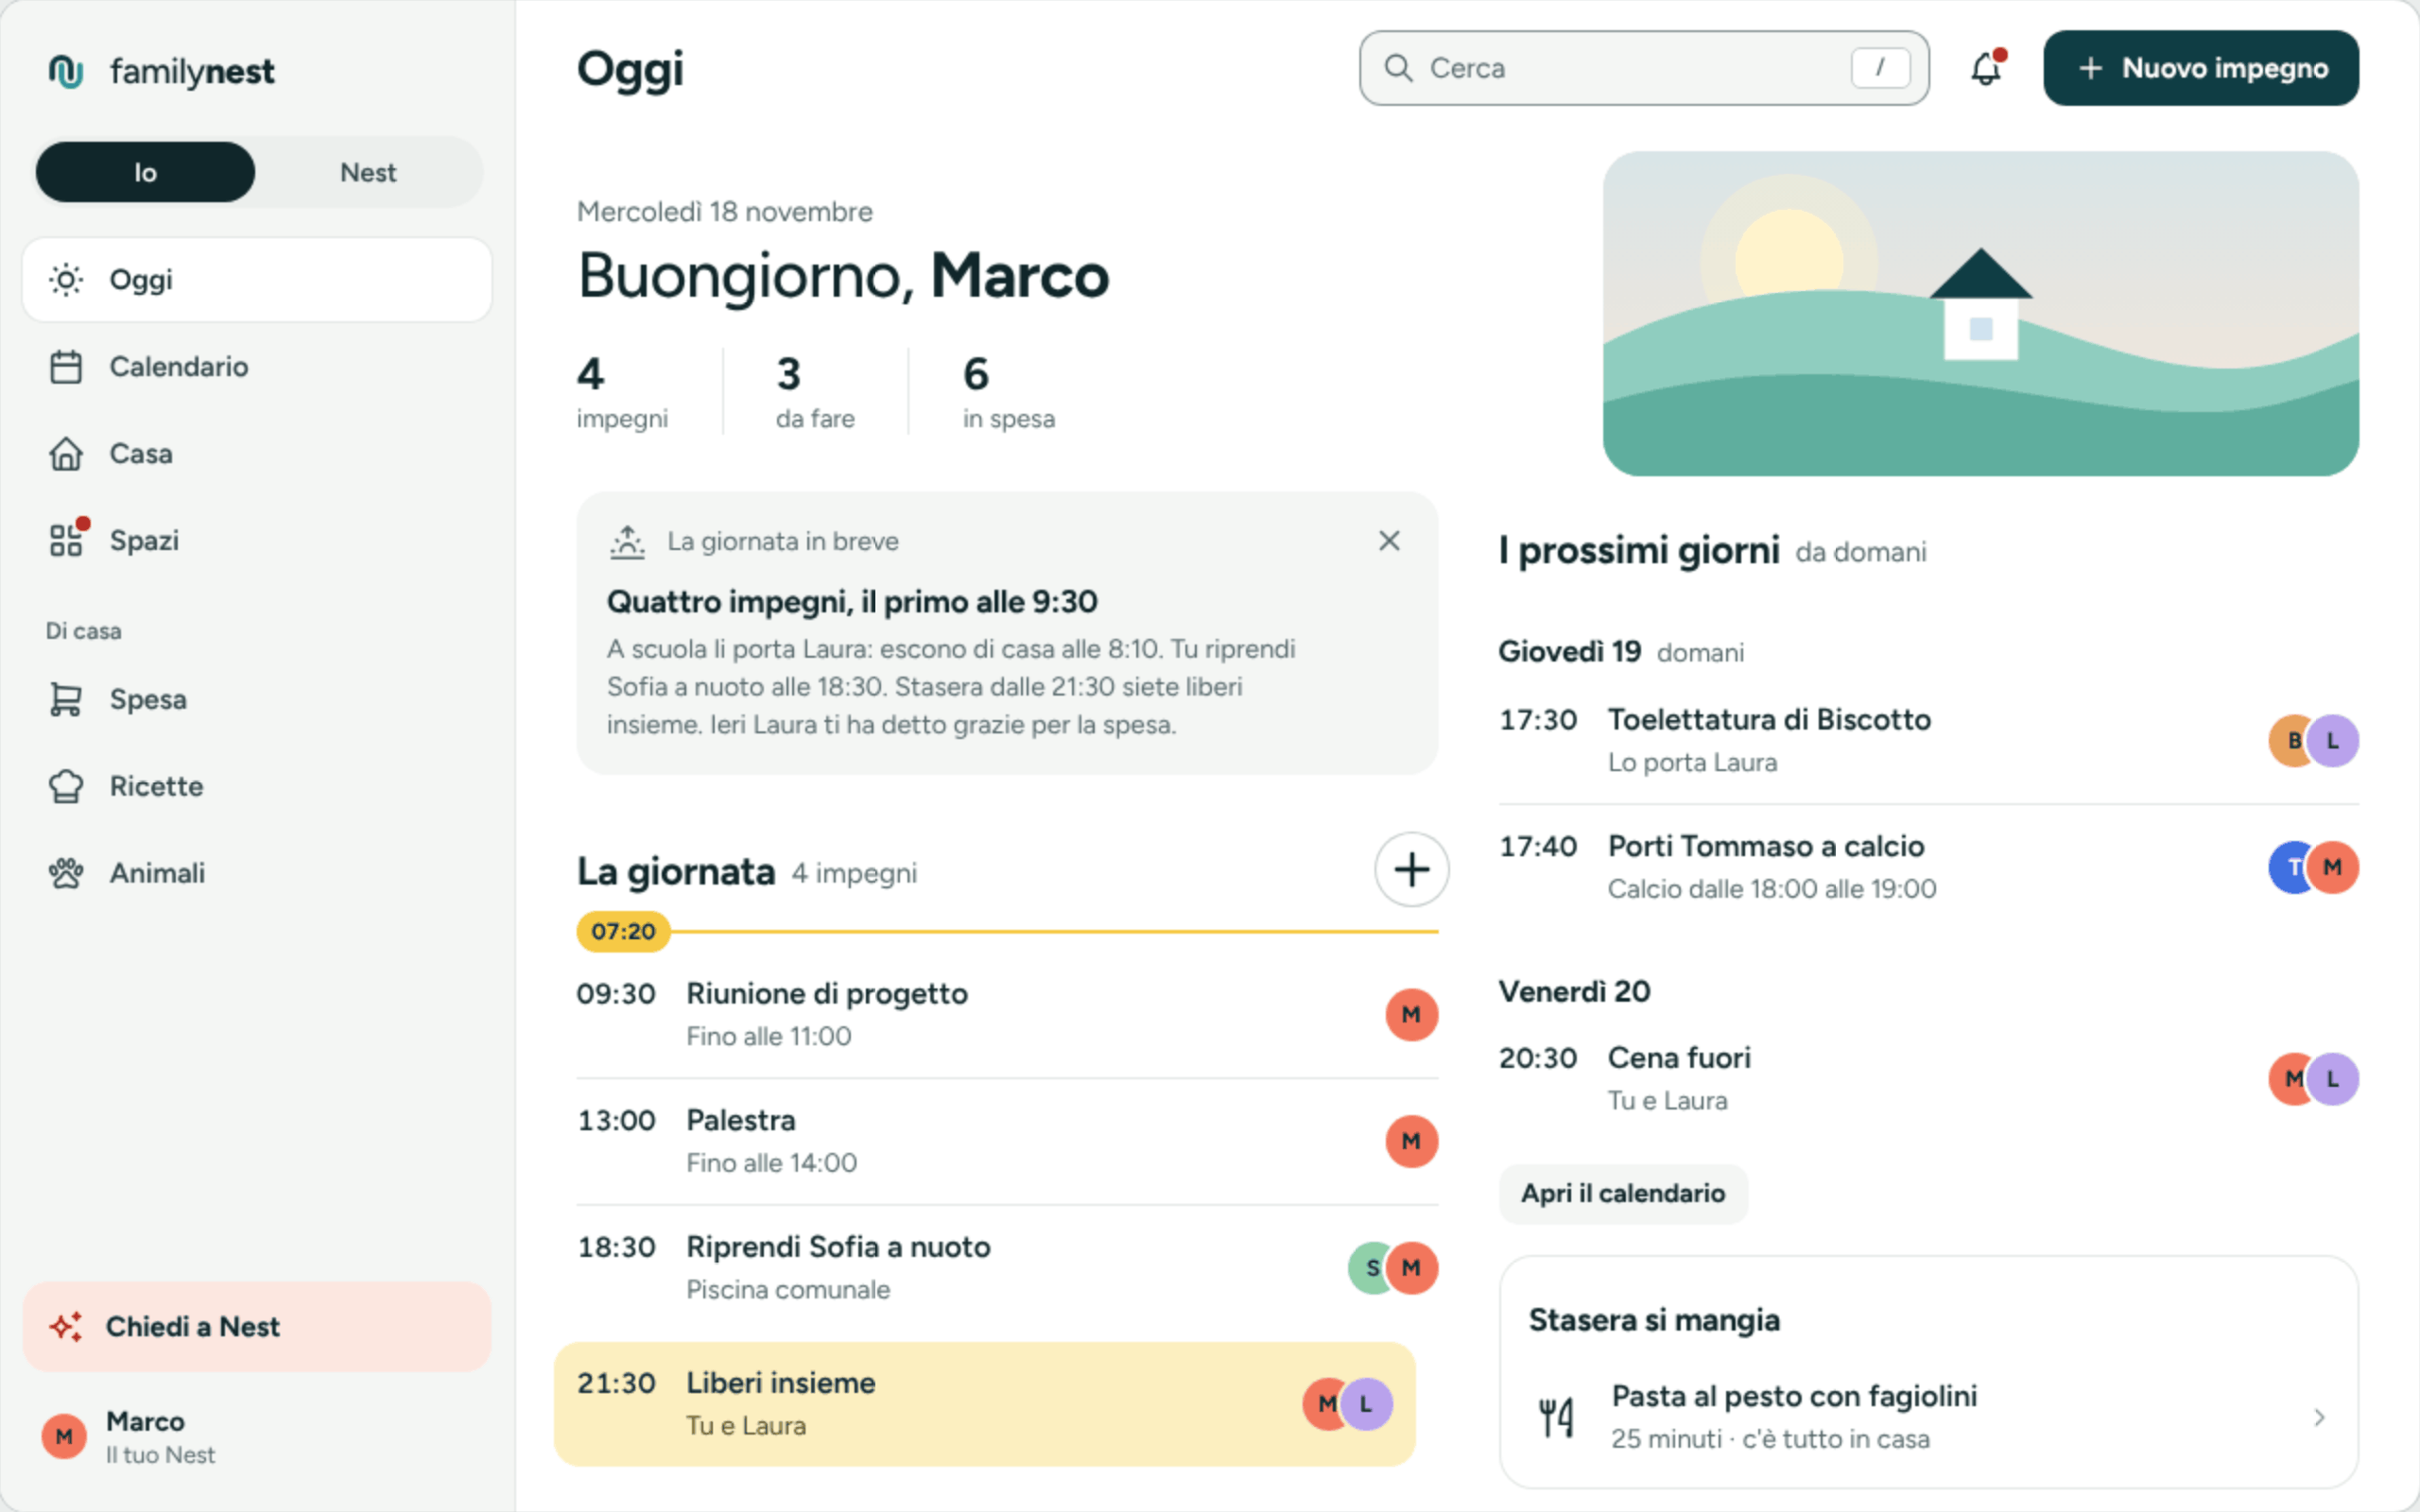 familynest
Io
Nest
Oggi
Calendario
Casa
Spazi
Di casa
Spesa
Ricette
Animali
Chiedi a Nest
M
Marco
Il tuo Nest
Oggi
Cerca
/
+ Nuovo impegno
Mercoledì 18 novembre
Buongiorno, Marco
4
impegni
3
da fare
6
in spesa
La giornata in breve
Quattro impegni, il primo alle 9:30
A scuola li porta Laura: escono di casa alle 8:10. Tu riprendi
Sofia a nuoto alle 18:30. Stasera dalle 21:30 siete liberi
insieme. Ieri Laura ti ha detto grazie per la spesa.
La giornata 4 impegni
07:20
09:30 Riunione di progetto
Fino alle 11:00
M
13:00 Palestra
Fino alle 14:00
M
18:30 Riprendi Sofia a nuoto
Piscina comunale
S M
21:30 Liberi insieme
Tu e Laura
M L
I prossimi giorni da domani
Giovedì 19 domani
17:30 Toelettatura di Biscotto
Lo porta Laura
B L
17:40 Porti Tommaso a calcio
Calcio dalle 18:00 alle 19:00
T M
Venerdì 20
20:30 Cena fuori
Tu e Laura
M L
Apri il calendario
Stasera si mangia
Pasta al pesto con fagiolini
25 minuti · c'è tutto in casa